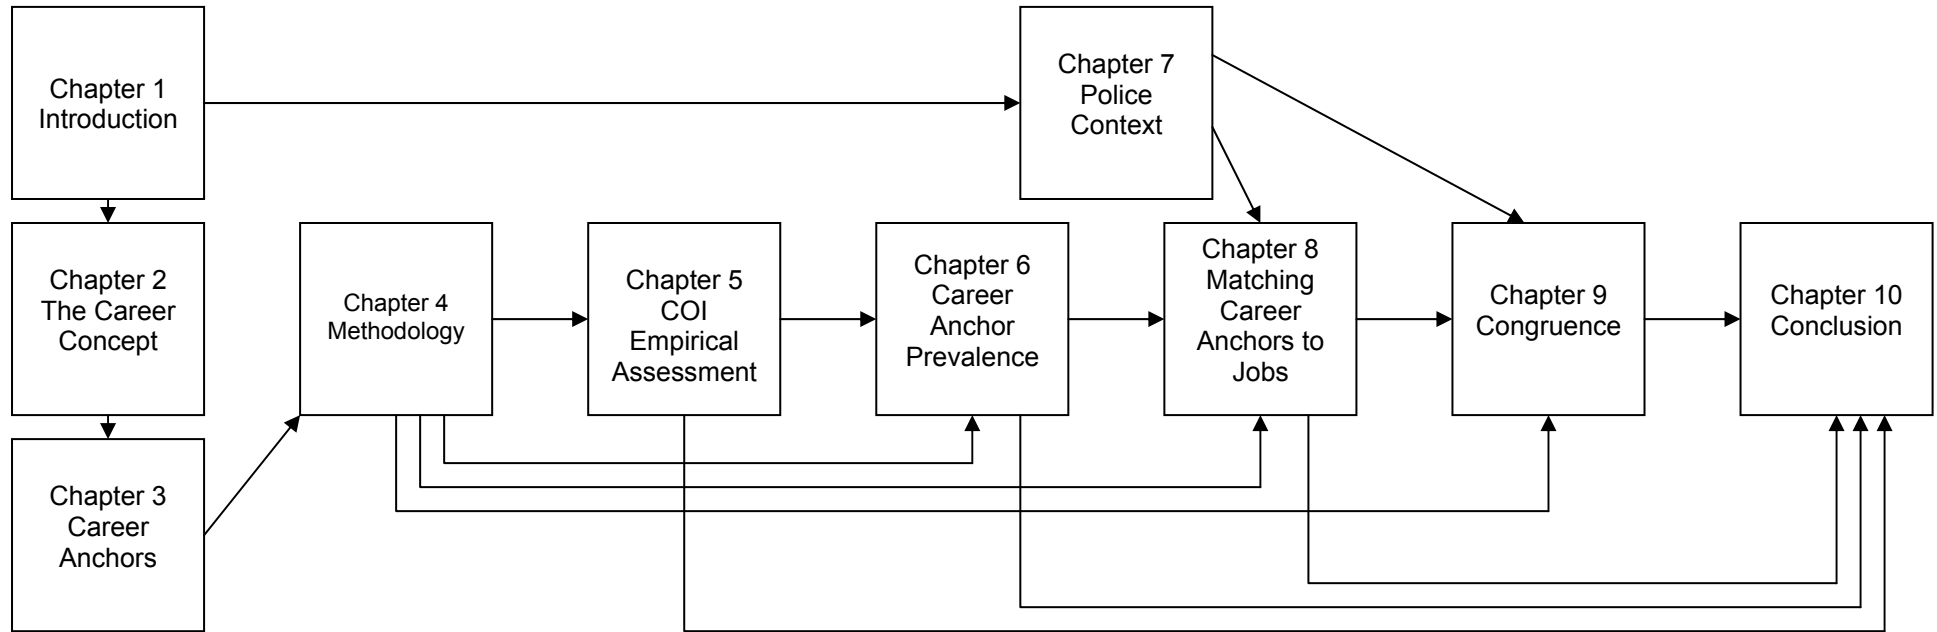 Chapter 1
Introduction
Chapter 7
Police
Context
Chapter 2
The Career
Concept
Chapter 4
Methodology
Chapter 5
COI
Empirical
Assessment
Chapter 6
Career
Anchor
Prevalence
Chapter 8
Matching
Career
Anchors to
Jobs
Chapter 9
Congruence
Chapter 10
Conclusion
Chapter 3
Career
Anchors